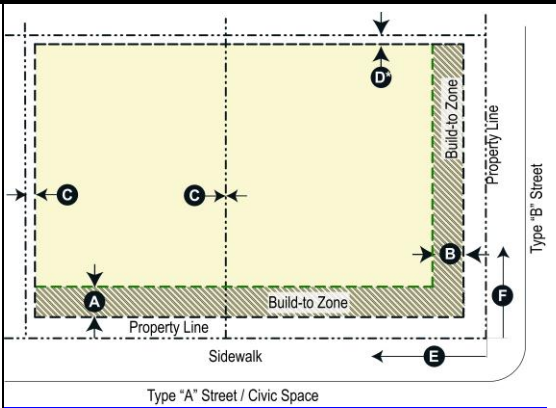 D*
Build-to Zone
Property Line
Type "B" Street
C
C
B
F
A
Build-to Zone
Property Line
Sidewalk
E
Type "A" Street / Civic Space